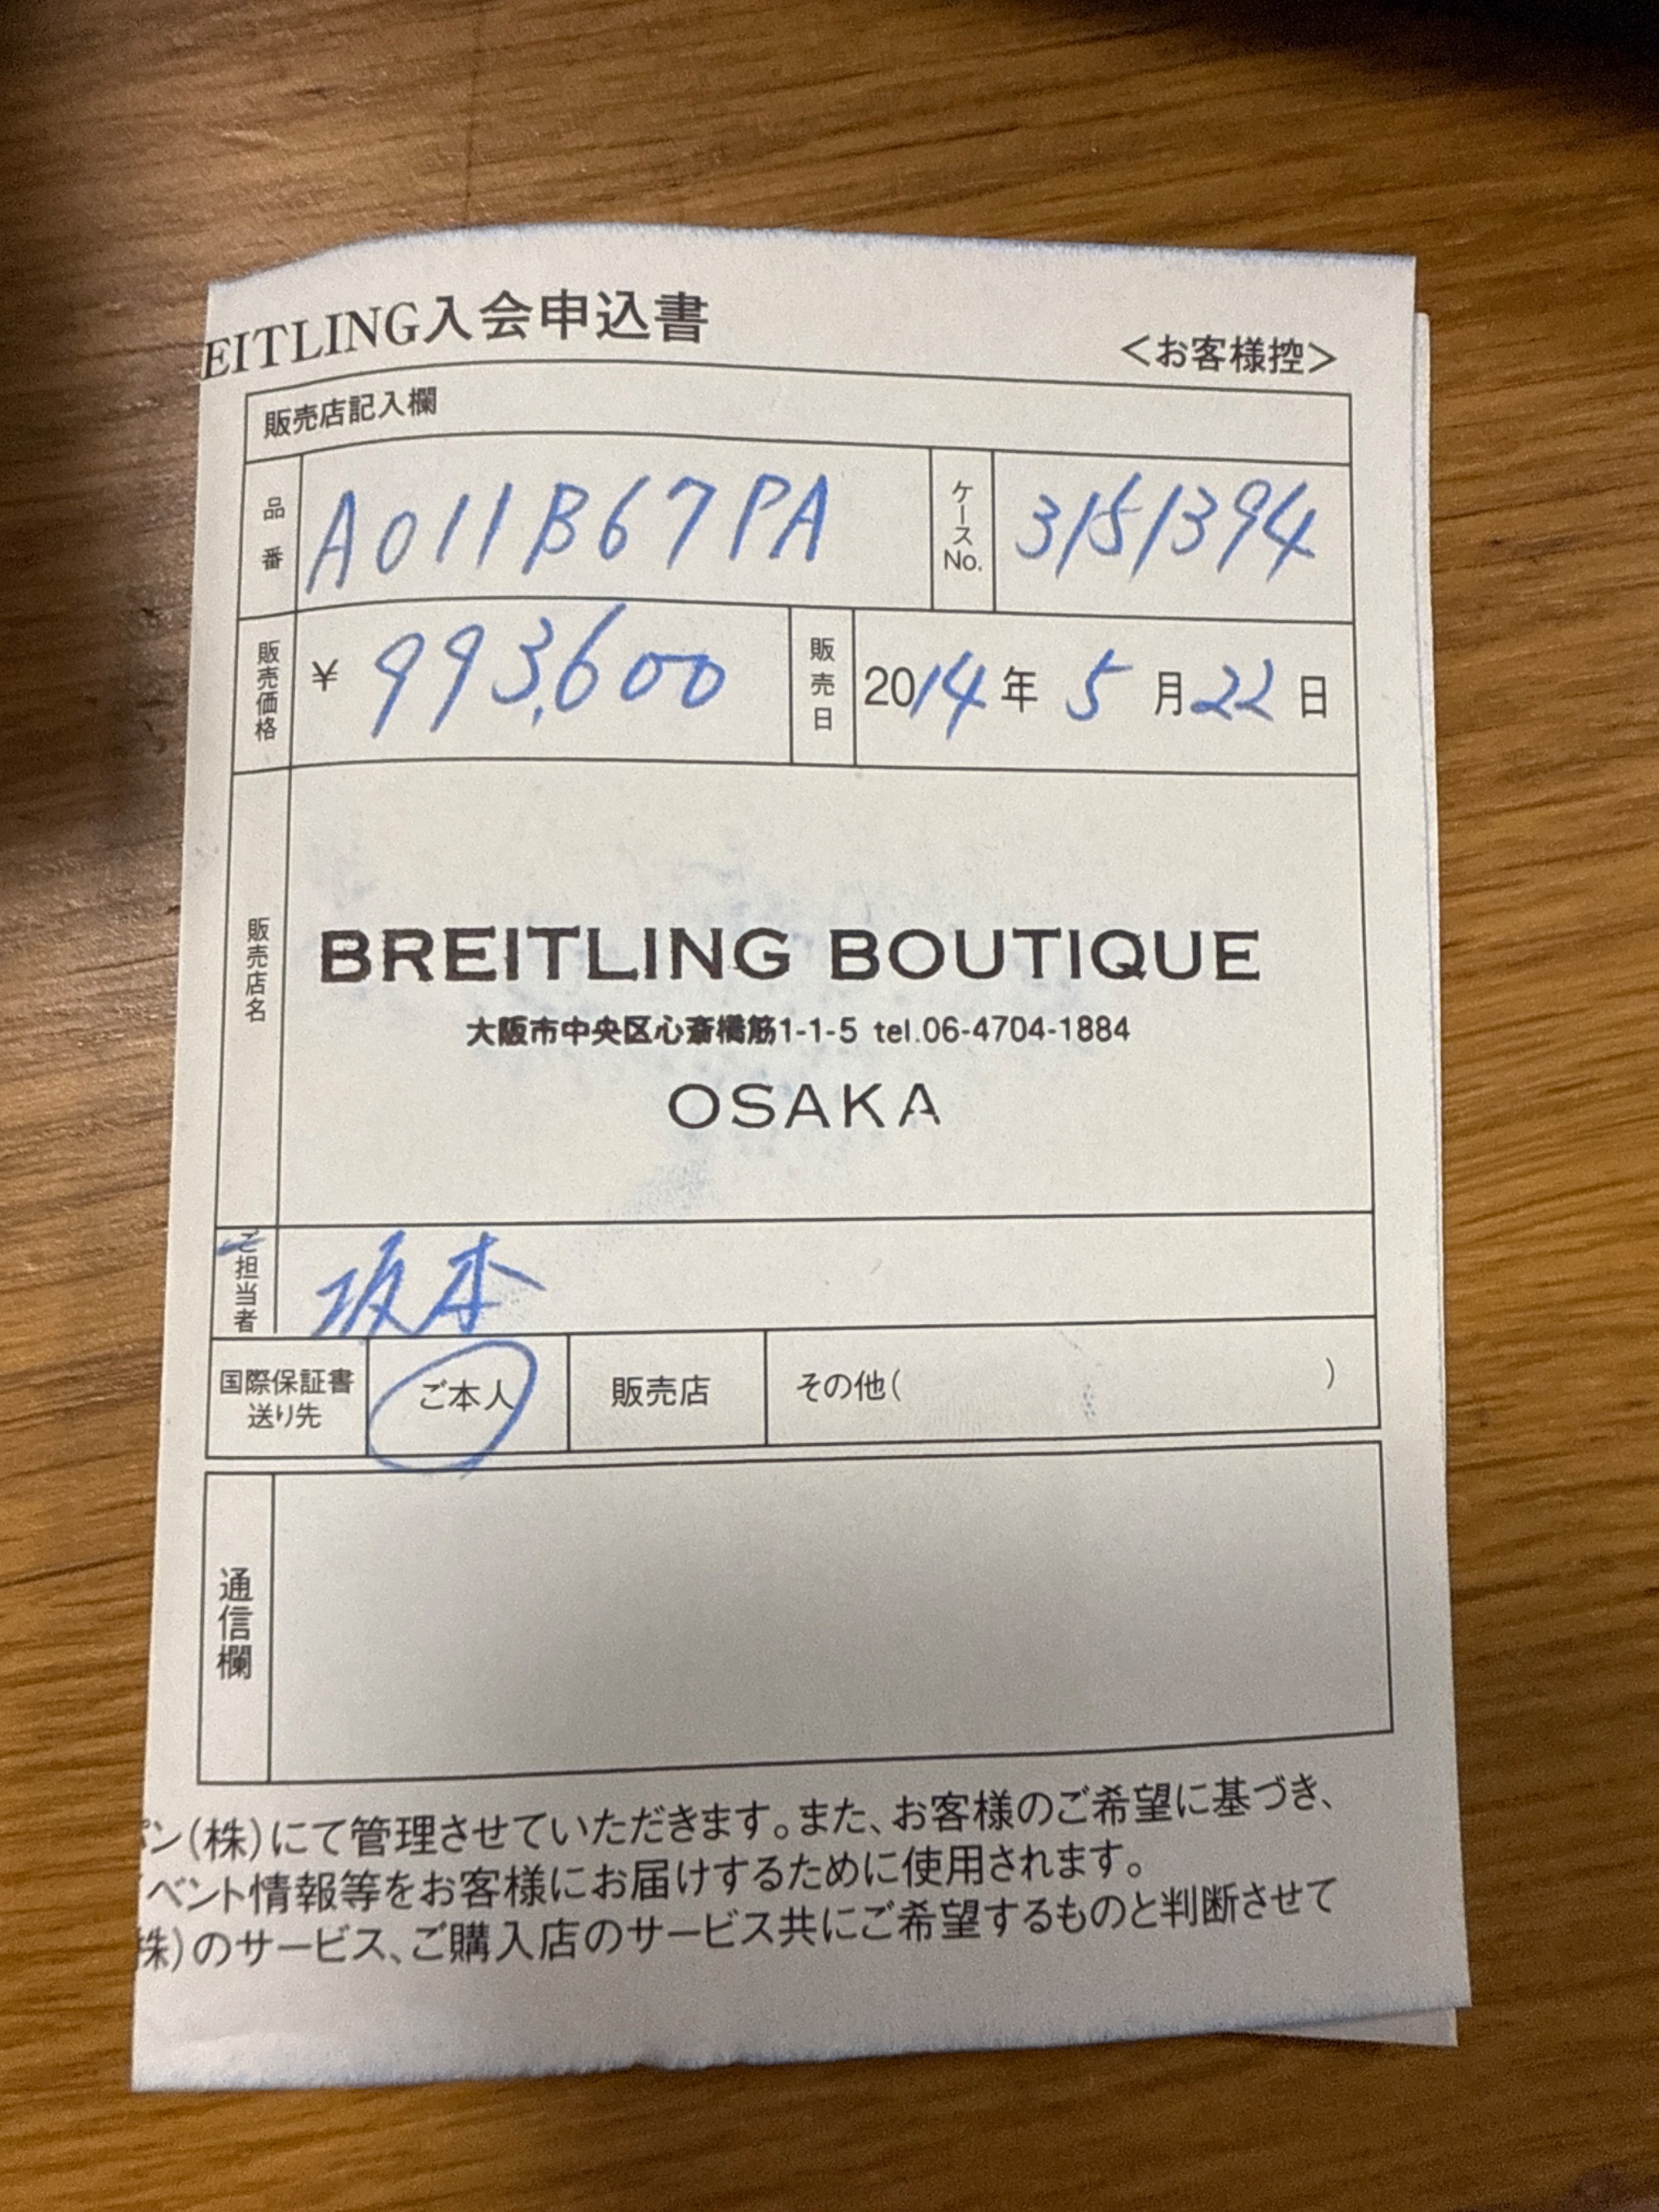 EITLING入会申込書
<お客様控>
販売店記入欄
品番 A011B67PA ケースNo. 3151394
販売価格 ¥ 993,600 販売日 2014年 5月22日
販売店名
BREITLING BOUTIQUE
大阪市中央区心斎橋筋1-1-5 tel.06-4704-1884
OSAKA
ご担当者 坂本
国際保証書送り先 ご本人 販売店 その他( )
通信欄
パン(株)にて管理させていただきます。また、お客様のご希望に基づき、
ベント情報等をお客様にお届けするために使用されます。
株)のサービス、ご購入店のサービス共にご希望するものと判断させて